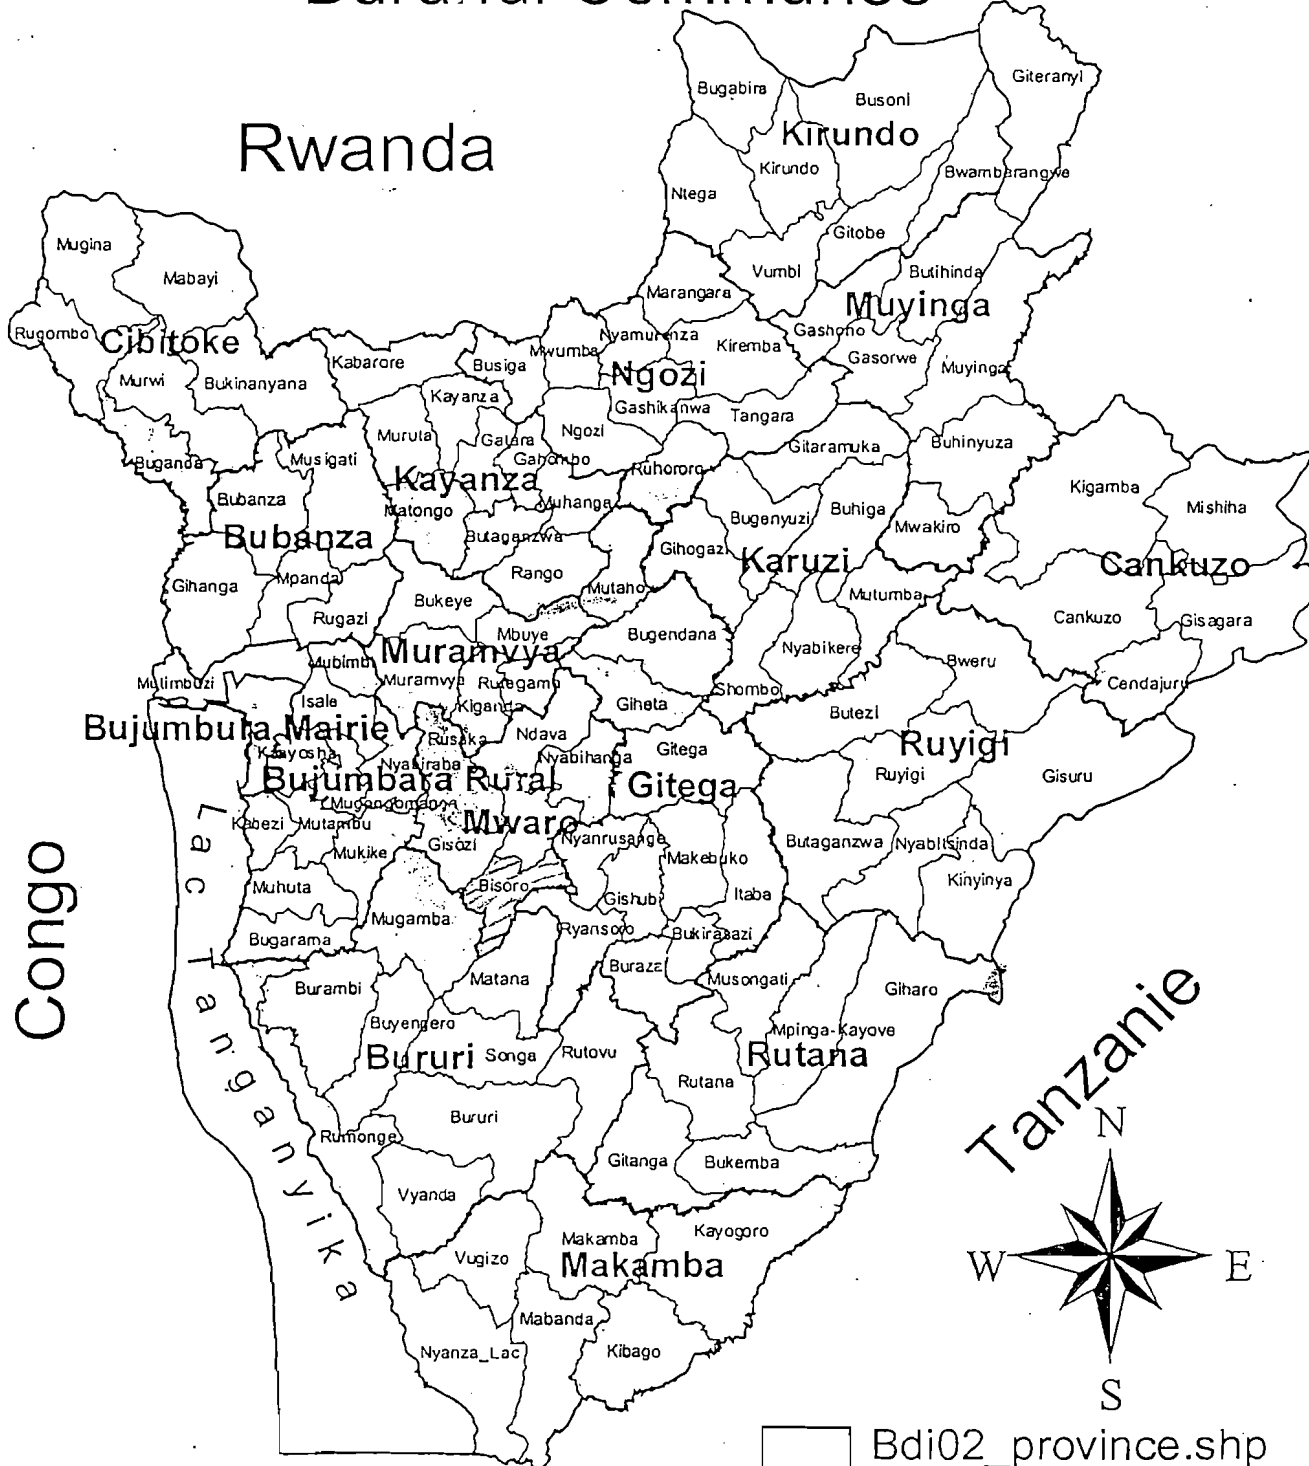 Burundi Communes
Rwanda
Bugabira
Busoni
Giteranyi
Kirundo
Kirundo
Bwambarangwe
Ntega
Gitobe
Mugina
Mabayi
Vumbi
Butihinda
Marangara
Muyinga
Rugombo
Cibitoke
Nyamurenza
Kiremba
Gashoho
Gasorwe
Muyinga
Kabarore
Busiga
Mwumba
Ngozi
Murwi
Bukinanyana
Kayanza
Gashikanwa
Tangara
Muruta
Gatara
Ngozi
Gitaramuka
Buhinyuza
Buganda
Musigati
Gahombo
Ruhororo
Kayanza
Kigamba
Mishiha
Bubanza
Matongo
Muhanga
Bugenyuzi
Buhiga
Mwakiro
Bubanza
Butaganzwa
Gihogazi
Karuzi
Cankuzo
Gihanga
Mpanda
Rango
Mutaho
Mutumba
Rugazi
Bukeye
Cankuzo
Gisagara
Mbuye
Bugendana
Nyabikere
Muramvya
Mubimbi
Bweru
Mutimbuzi
Muramvya
Rutegama
Shombo
Cendajuru
Isale
Kiganda
Giheta
Butezi
Bujumbura Mairie
Rusaka
Ndava
Gitega
Ruyigi
Kanyosha
Nyabiraba
Nyabihanga
Ruyigi
Gisuru
Bujumbara Rural
Gitega
Mugongomanga
Kabezi
Mutambu
Mwaro
Mukike
Gisozi
Nyanrusange
Makebuko
Butaganzwa
Nyabitsinda
Muhuta
Bisoro
Gishubi
Itaba
Kinyinya
Mugamba
Bugarama
Ryansoro
Bukirasazi
Burambi
Matana
Buraza
Musongati
Giharo
Buyengero
Mpinga-Kayove
Bururi
Songa
Rutovu
Rutana
Rutana
Bururi
Rumonge
Gitanga
Bukemba
Vyanda
Makamba
Kayogoro
Vugizo
Makamba
Mabanda
Nyanza_Lac
Kibago
Congo
Lac Tanganyika
Tanzanie
N
W
E
S
Bdi02_province.shp